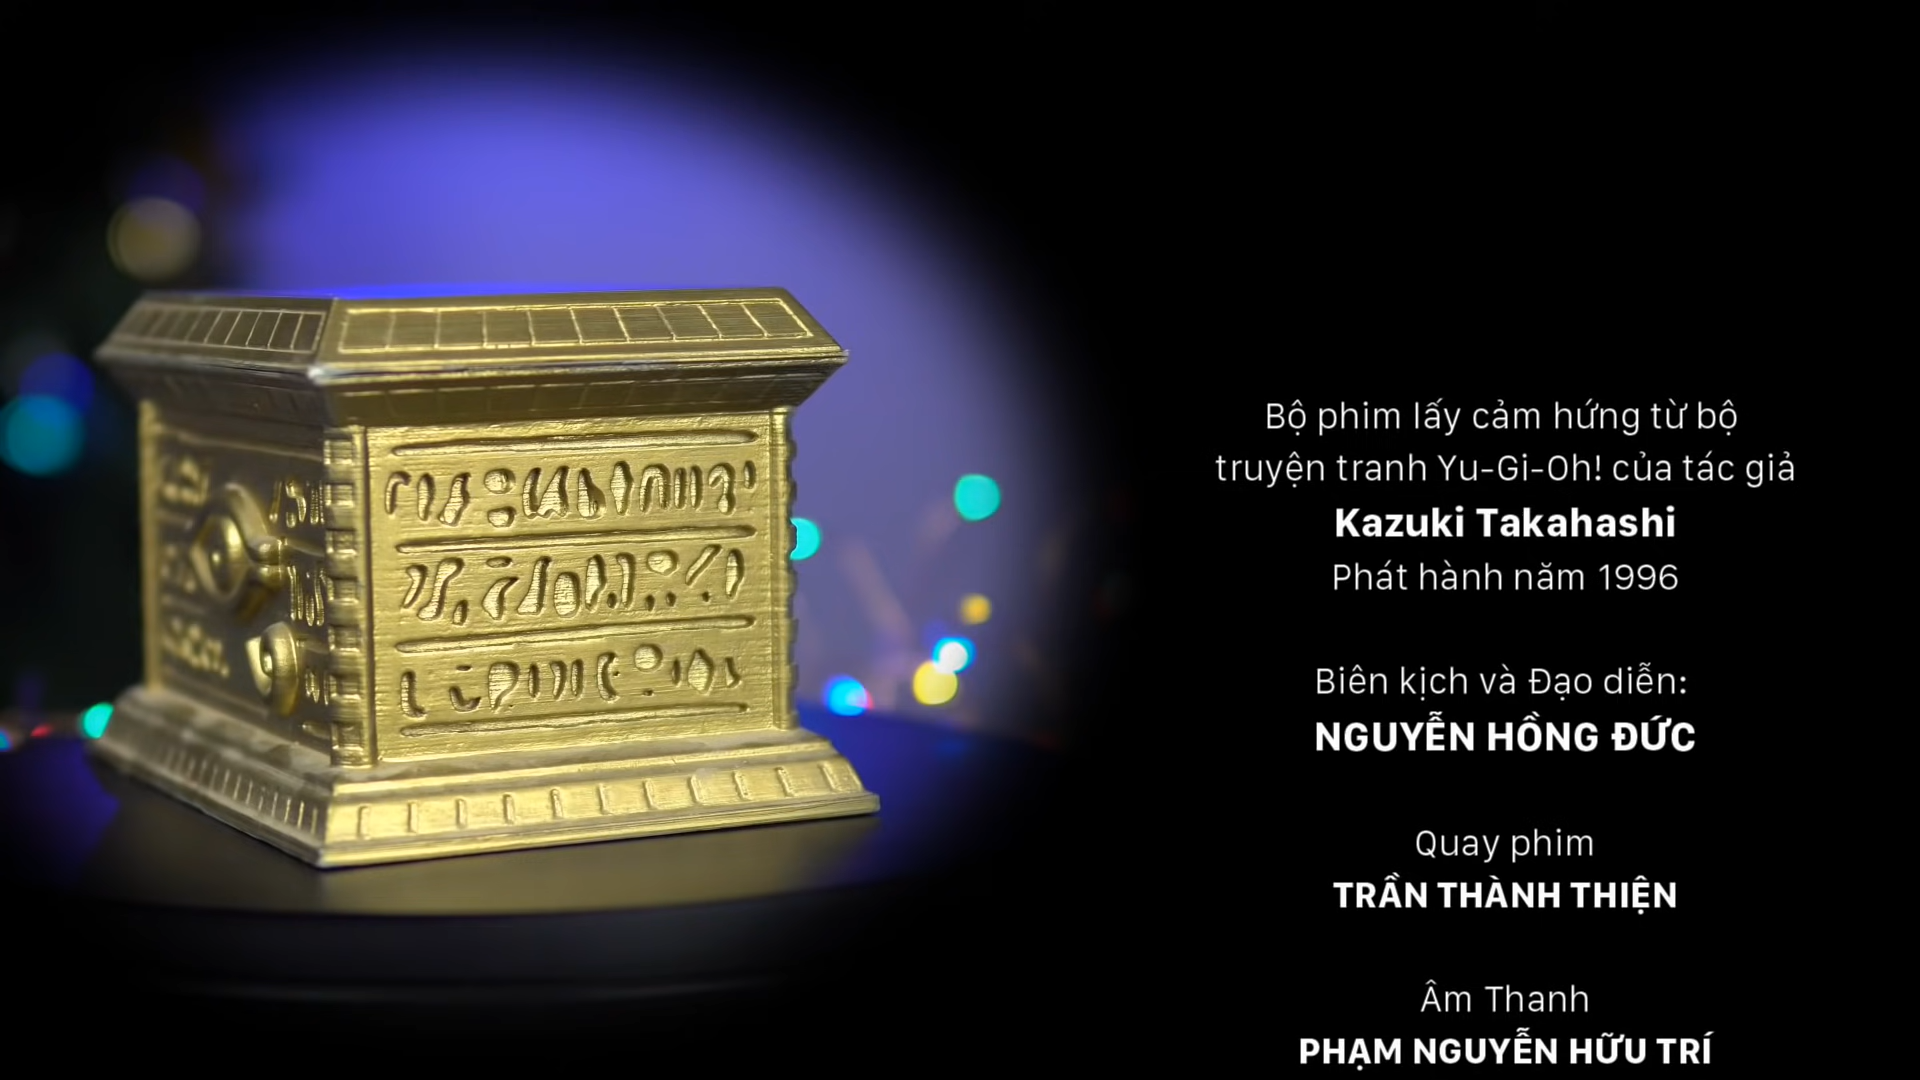 Bộ phim lấy cảm hứng từ bộ
truyện tranh Yu-Gi-Oh! của tác giả
Kazuki Takahashi
Phát hành năm 1996
Biên kịch và Đạo diễn:
NGUYỄN HỒNG ĐỨC
Quay phim
TRẦN THÀNH THIỆN
Âm Thanh
PHẠM NGUYỄN HỮU TRÍ